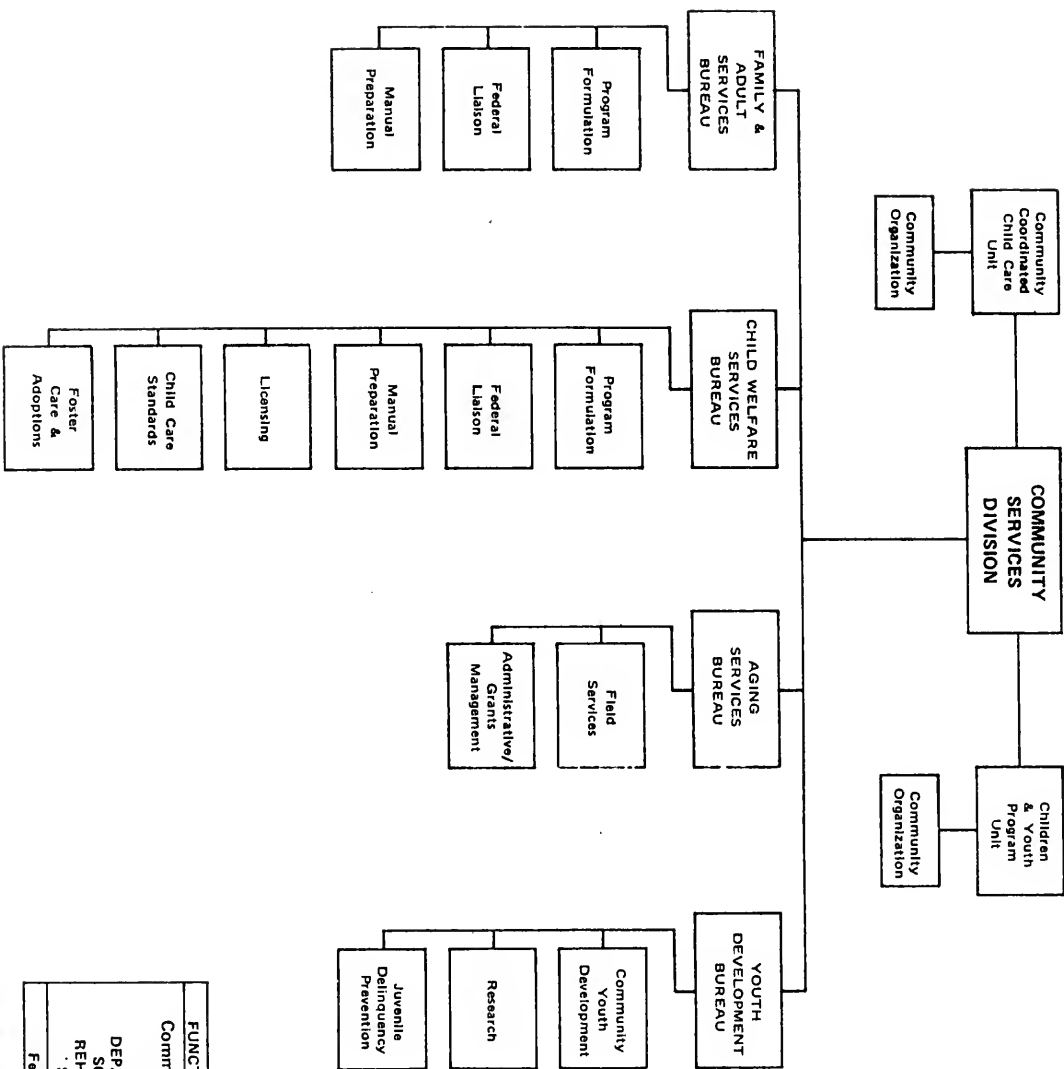 COMMUNITY
SERVICES
DIVISION
Community
Coordinated
Child Care
Unit
Community
Organization
Children
& Youth
Program
Unit
Community
Organization
FAMILY &
ADULT
SERVICES
BUREAU
Program
Formulation
Federal
Liaison
Manual
Preparation
CHILD WELFARE
SERVICES
BUREAU
Program
Formulation
Federal
Liaison
Manual
Preparation
Licensing
Child Care
Standards
Foster
Care &
Adoptions
AGING
SERVICES
BUREAU
Field
Services
Administrative/
Grants
Management
YOUTH
DEVELOPMENT
BUREAU
Community
Youth
Development
Research
Juvenile
Delinquency
Prevention